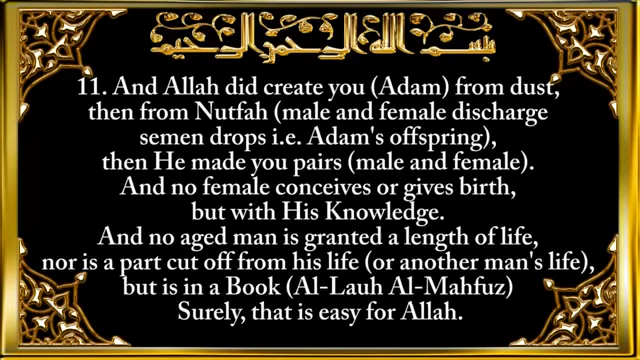 بسم الله الرحمن الرحيم
11. And Allah did create you (Adam) from dust,
then from Nutfah (male and female discharge
semen drops i.e. Adam's offspring),
then He made you pairs (male and female).
And no female conceives or gives birth,
but with His Knowledge.
And no aged man is granted a length of life,
nor is a part cut off from his life (or another man's life),
but is in a Book (Al-Lauh Al-Mahfuz)
Surely, that is easy for Allah.